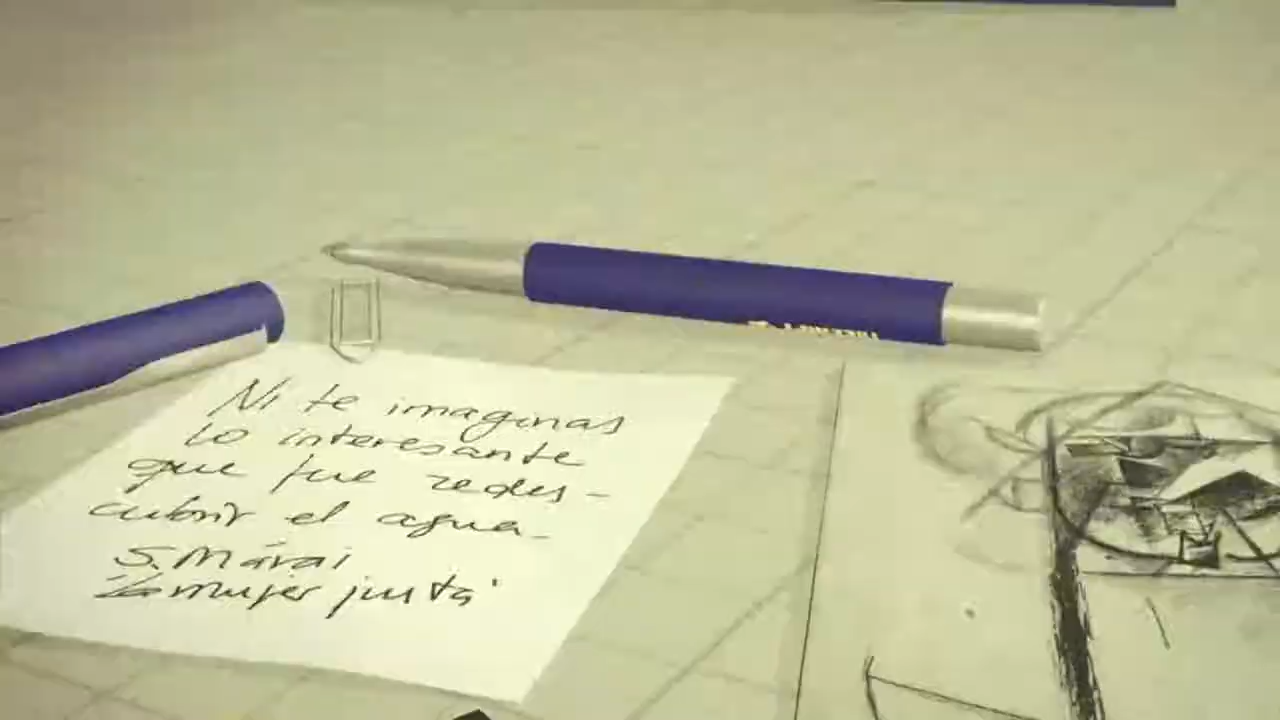 Ni te imaginas
lo interesante
que fue redes-
cubrir el agua.
S. Márai
"La mujer justa"